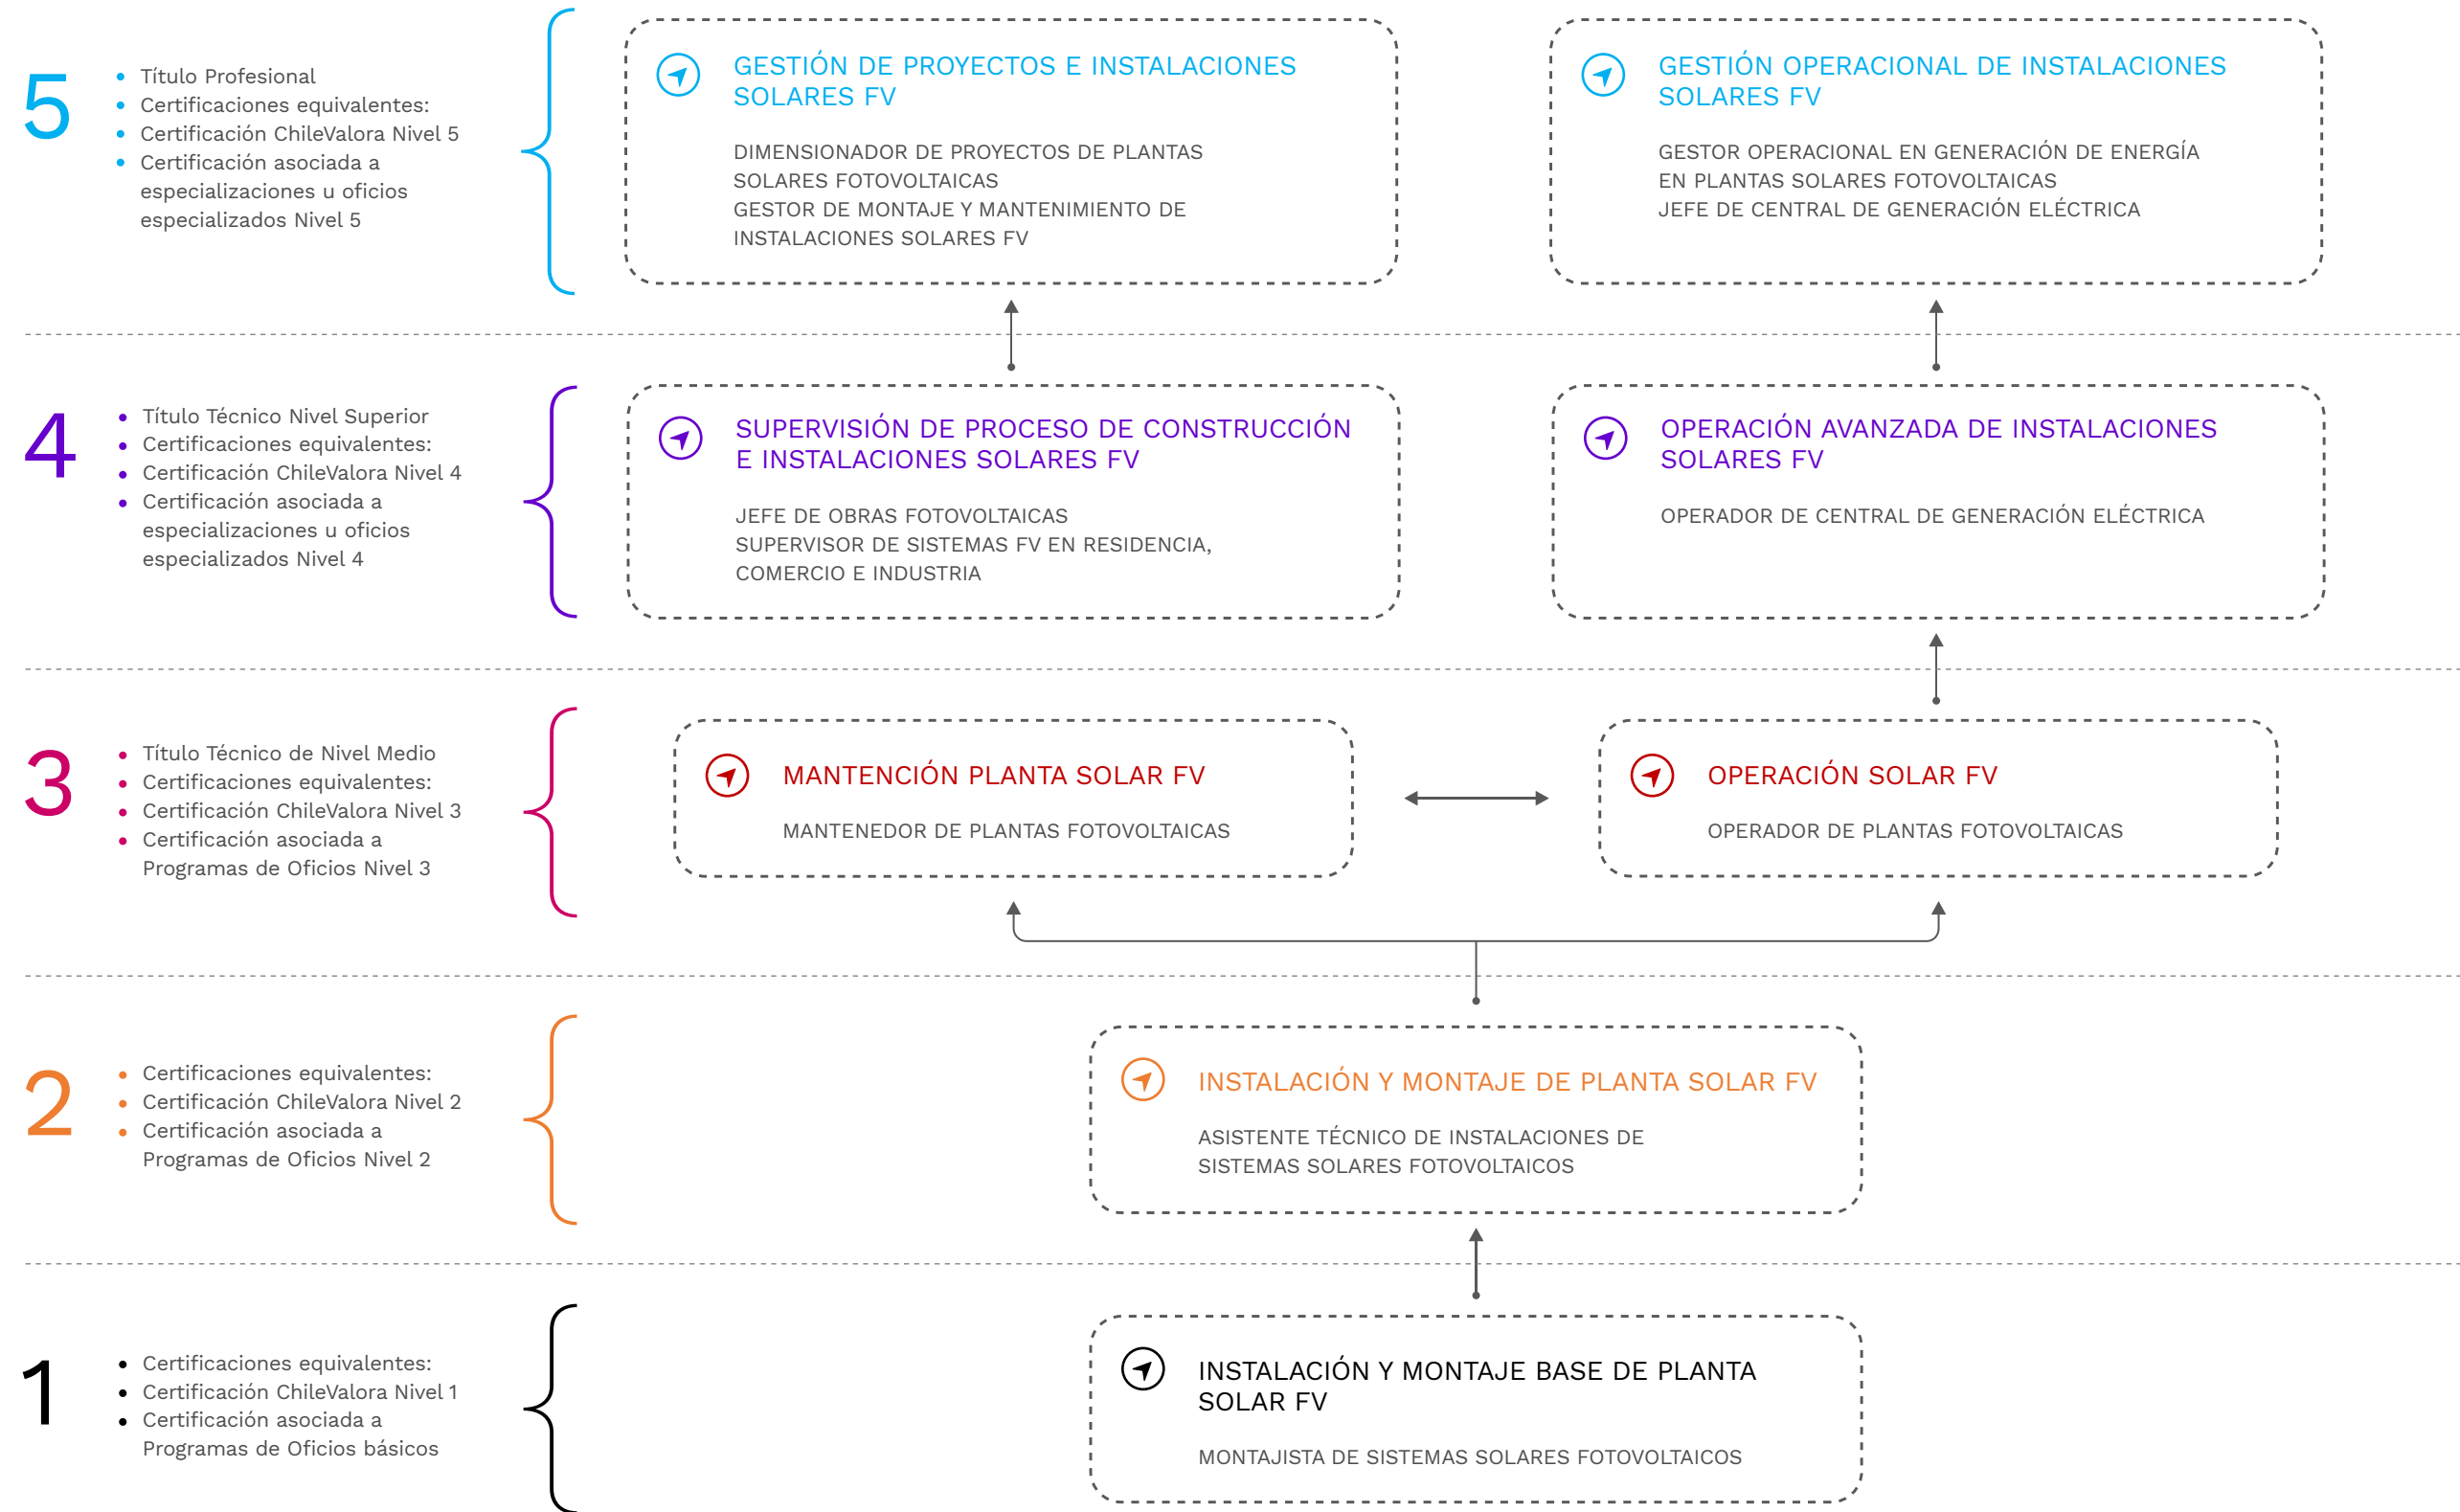 5
Título Profesional
Certificaciones equivalentes:
Certificación ChileValora Nivel 5
Certificación asociada a
especializaciones u oficios
especializados Nivel 5
GESTIÓN DE PROYECTOS E INSTALACIONES
SOLARES FV
DIMENSIONADOR DE PROYECTOS DE PLANTAS
SOLARES FOTOVOLTAICAS
GESTOR DE MONTAJE Y MANTENIMIENTO DE
INSTALACIONES SOLARES FV
GESTIÓN OPERACIONAL DE INSTALACIONES
SOLARES FV
GESTOR OPERACIONAL EN GENERACIÓN DE ENERGÍA
EN PLANTAS SOLARES FOTOVOLTAICAS
JEFE DE CENTRAL DE GENERACIÓN ELÉCTRICA
4
Título Técnico Nivel Superior
Certificaciones equivalentes:
Certificación ChileValora Nivel 4
Certificación asociada a
especializaciones u oficios
especializados Nivel 4
SUPERVISIÓN DE PROCESO DE CONSTRUCCIÓN
E INSTALACIONES SOLARES FV
JEFE DE OBRAS FOTOVOLTAICAS
SUPERVISOR DE SISTEMAS FV EN RESIDENCIA,
COMERCIO E INDUSTRIA
OPERACIÓN AVANZADA DE INSTALACIONES
SOLARES FV
OPERADOR DE CENTRAL DE GENERACIÓN ELÉCTRICA
3
Título Técnico de Nivel Medio
Certificaciones equivalentes:
Certificación ChileValora Nivel 3
Certificación asociada a
Programas de Oficios Nivel 3
MANTENCIÓN PLANTA SOLAR FV
MANTENEDOR DE PLANTAS FOTOVOLTAICAS
OPERACIÓN SOLAR FV
OPERADOR DE PLANTAS FOTOVOLTAICAS
2
Certificaciones equivalentes:
Certificación ChileValora Nivel 2
Certificación asociada a
Programas de Oficios Nivel 2
INSTALACIÓN Y MONTAJE DE PLANTA SOLAR FV
ASISTENTE TÉCNICO DE INSTALACIONES DE
SISTEMAS SOLARES FOTOVOLTAICOS
1
Certificaciones equivalentes:
Certificación ChileValora Nivel 1
Certificación asociada a
Programas de Oficios básicos
INSTALACIÓN Y MONTAJE BASE DE PLANTA
SOLAR FV
MONTAJISTA DE SISTEMAS SOLARES FOTOVOLTAICOS